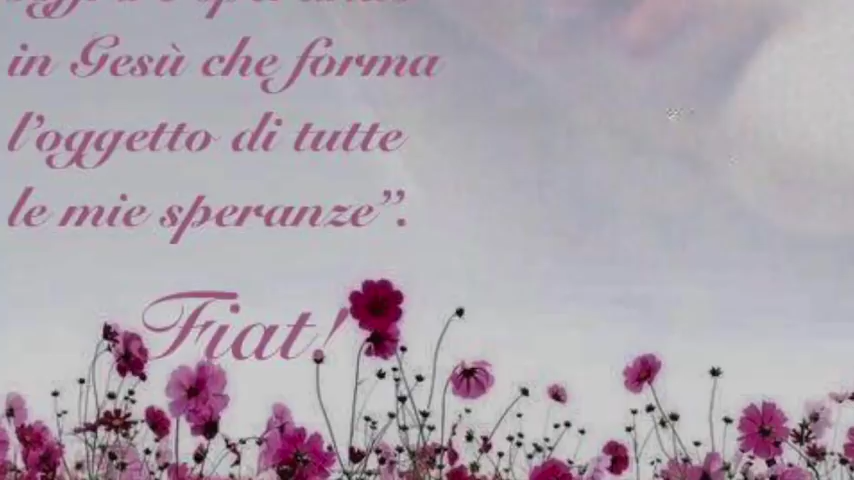 in Gesù che forma
l'oggetto di tutte
le mie speranze”.
Fiat!